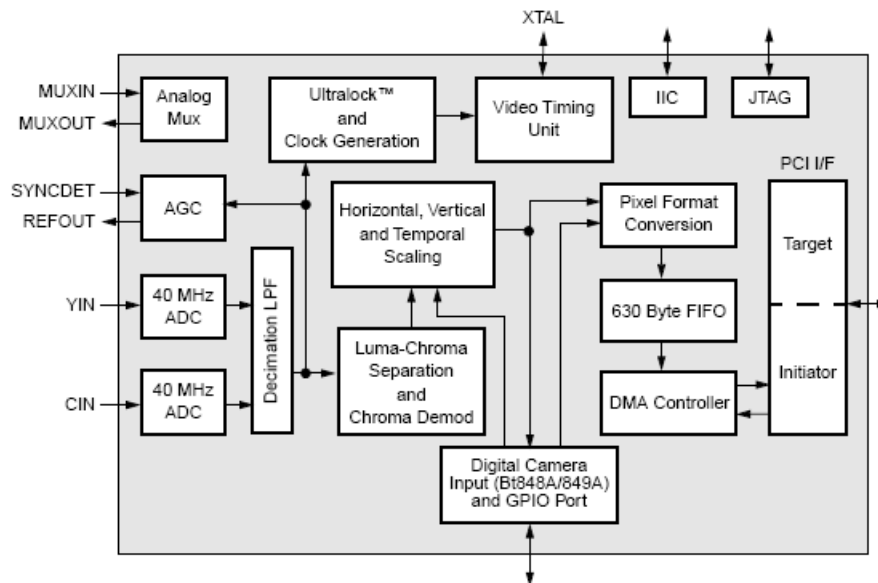 XTAL
MUXIN
MUXOUT
Analog
Mux
Ultralock™
and
Clock Generation
Video Timing
Unit
IIC
JTAG
PCI I/F
SYNCDET
REFOUT
AGC
Horizontal, Vertical
and Temporal
Scaling
Pixel Format
Conversion
Target
YIN
40 MHz
ADC
Decimation LPF
630 Byte FIFO
Luma-Chroma
Separation
and
Chroma Demod
CIN
40 MHz
ADC
DMA Controller
Initiator
Digital Camera
Input (Bt848A/849A)
and GPIO Port